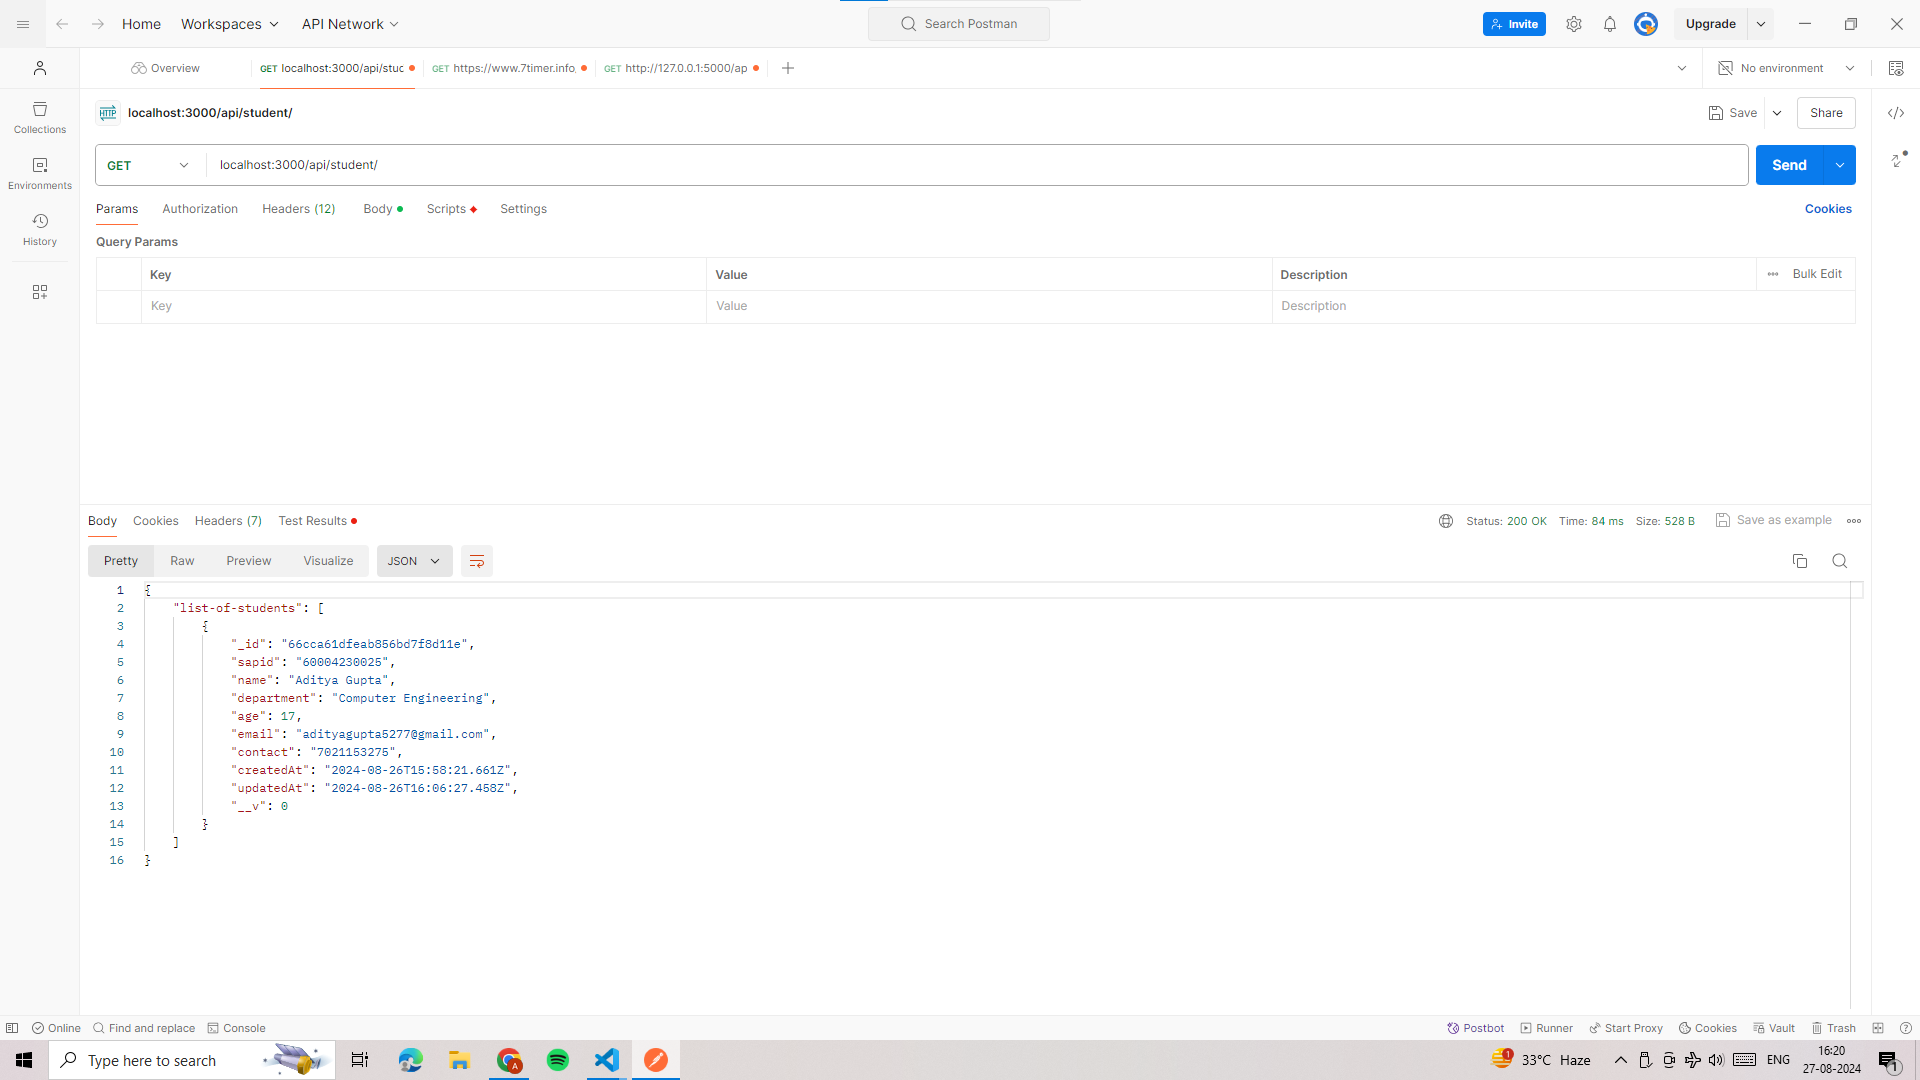 Home Workspaces API Network Search Postman Invite Upgrade
Overview GET localhost:3000/api/stuc GET https://www.7timer.info GET http://127.0.0.1:5000/ap No environment
HTTP localhost:3000/api/student/ Save Share
Collections
GET localhost:3000/api/student/ Send
Environments
Params Authorization Headers (12) Body Scripts Settings Cookies
History
Query Params
Key Value Description Bulk Edit
Key Value Description
Body Cookies Headers (7) Test Results Status: 200 OK Time: 84 ms Size: 528 B Save as example
Pretty Raw Preview Visualize JSON
1 {
2 "list-of-students": [
3 {
4 "_id": "66cca61dfeab856bd7f8d11e",
5 "sapid": "60004230025",
6 "name": "Aditya Gupta",
7 "department": "Computer Engineering",
8 "age": 17,
9 "email": "adityagupta5277@gmail.com",
10 "contact": "7021153275",
11 "createdAt": "2024-08-26T15:58:21.661Z",
12 "updatedAt": "2024-08-26T16:06:27.458Z",
13 "__v": 0
14 }
15 ]
16 }
Online Find and replace Console Postbot Runner Start Proxy Cookies Vault Trash
Type here to search A 1 33°C Haze ENG 16:20
27-08-2024 1